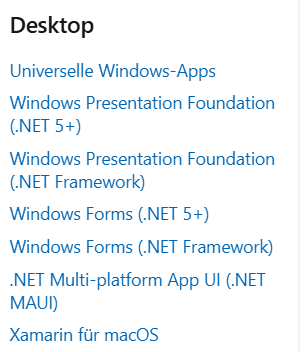 Desktop
Universelle Windows-Apps
Windows Presentation Foundation
(.NET 5+)
Windows Presentation Foundation
(.NET Framework)
Windows Forms (.NET 5+)
Windows Forms (.NET Framework)
.NET Multi-platform App UI (.NET
MAUI)
Xamarin für macOS